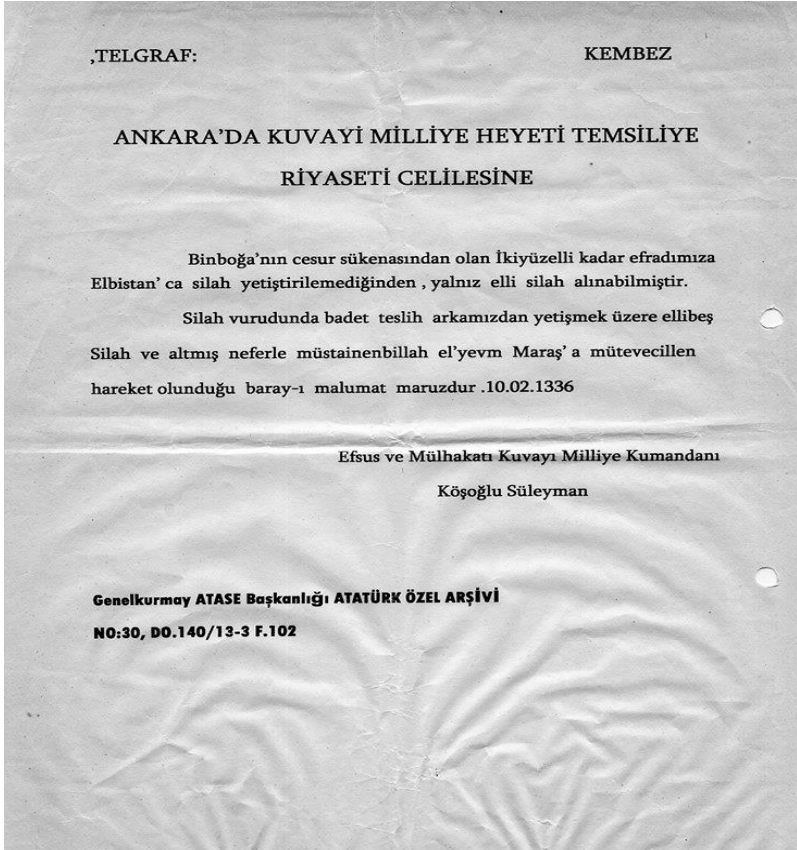 ,TELGRAF: KEMBEZ
ANKARA'DA KUVAYİ MİLLİYE HEYETİ TEMSİLİYE
RİYASETİ CELİLESİNE
Binboğa'nın cesur sükenasından olan İkiyüzelli kadar efradımıza
Elbistan' ca silah yetiştirilemediğinden , yalnız elli silah alınabilmiştir.
Silah vurudunda badet teslih arkamızdan yetişmek üzere ellibeş
Silah ve altmış neferle müstainenbillah el'yevm Maraş' a mütevecillen
hareket olunduğu baray-ı malumat maruzdur .10.02.1336
Efsus ve Mülhakatı Kuvayı Milliye Kumandanı
Köşoğlu Süleyman
Genelkurmay ATASE Başkanlığı ATATÜRK ÖZEL ARŞİVİ
NO:30, DO.140/13-3 F.102